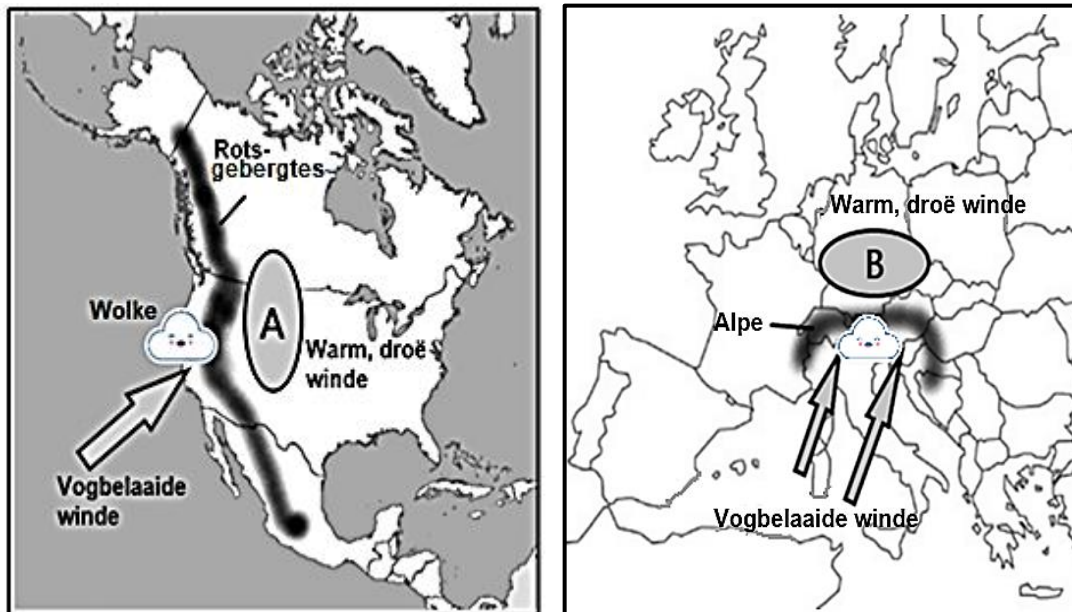 Rots-
gebergtes
Wolke
A
Warm, droë
winde
Vogbelaaide
winde
Warm, droë winde
B
Alpe
Vogbelaaide winde